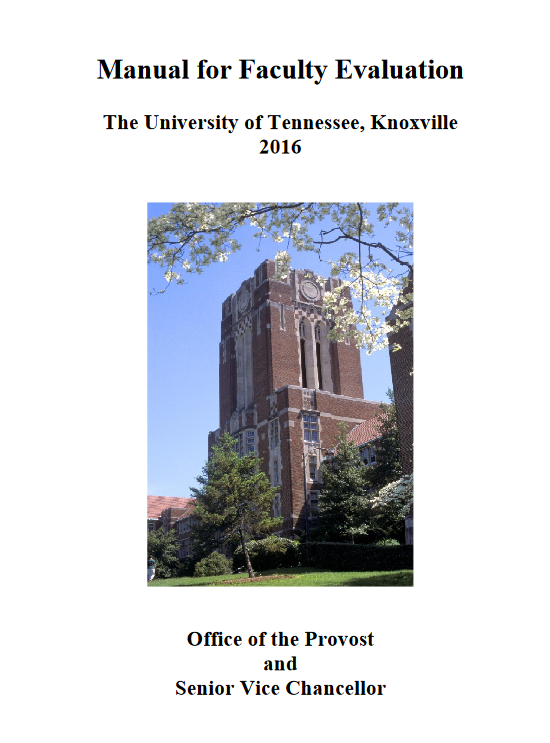 Manual for Faculty Evaluation
The University of Tennessee, Knoxville
2016
Office of the Provost
and
Senior Vice Chancellor